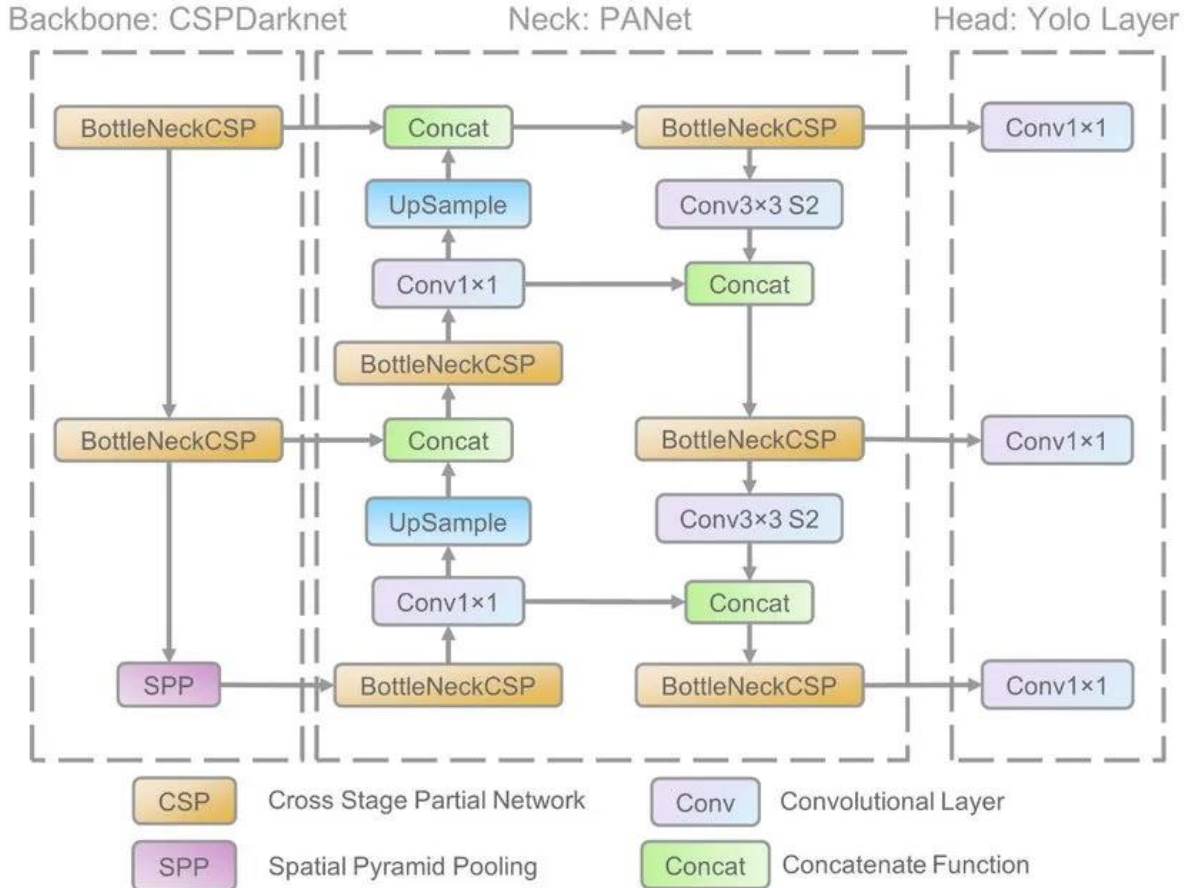 Backbone: CSPDarknet Neck: PANet Head: Yolo Layer
BottleNeckCSP Concat BottleNeckCSP Conv1×1
UpSample Conv3×3 S2
Conv1×1 Concat
BottleNeckCSP
BottleNeckCSP Concat BottleNeckCSP Conv1×1
UpSample Conv3×3 S2
Conv1×1 Concat
SPP BottleNeckCSP BottleNeckCSP Conv1×1
CSP Cross Stage Partial Network Conv Convolutional Layer
SPP Spatial Pyramid Pooling Concat Concatenate Function